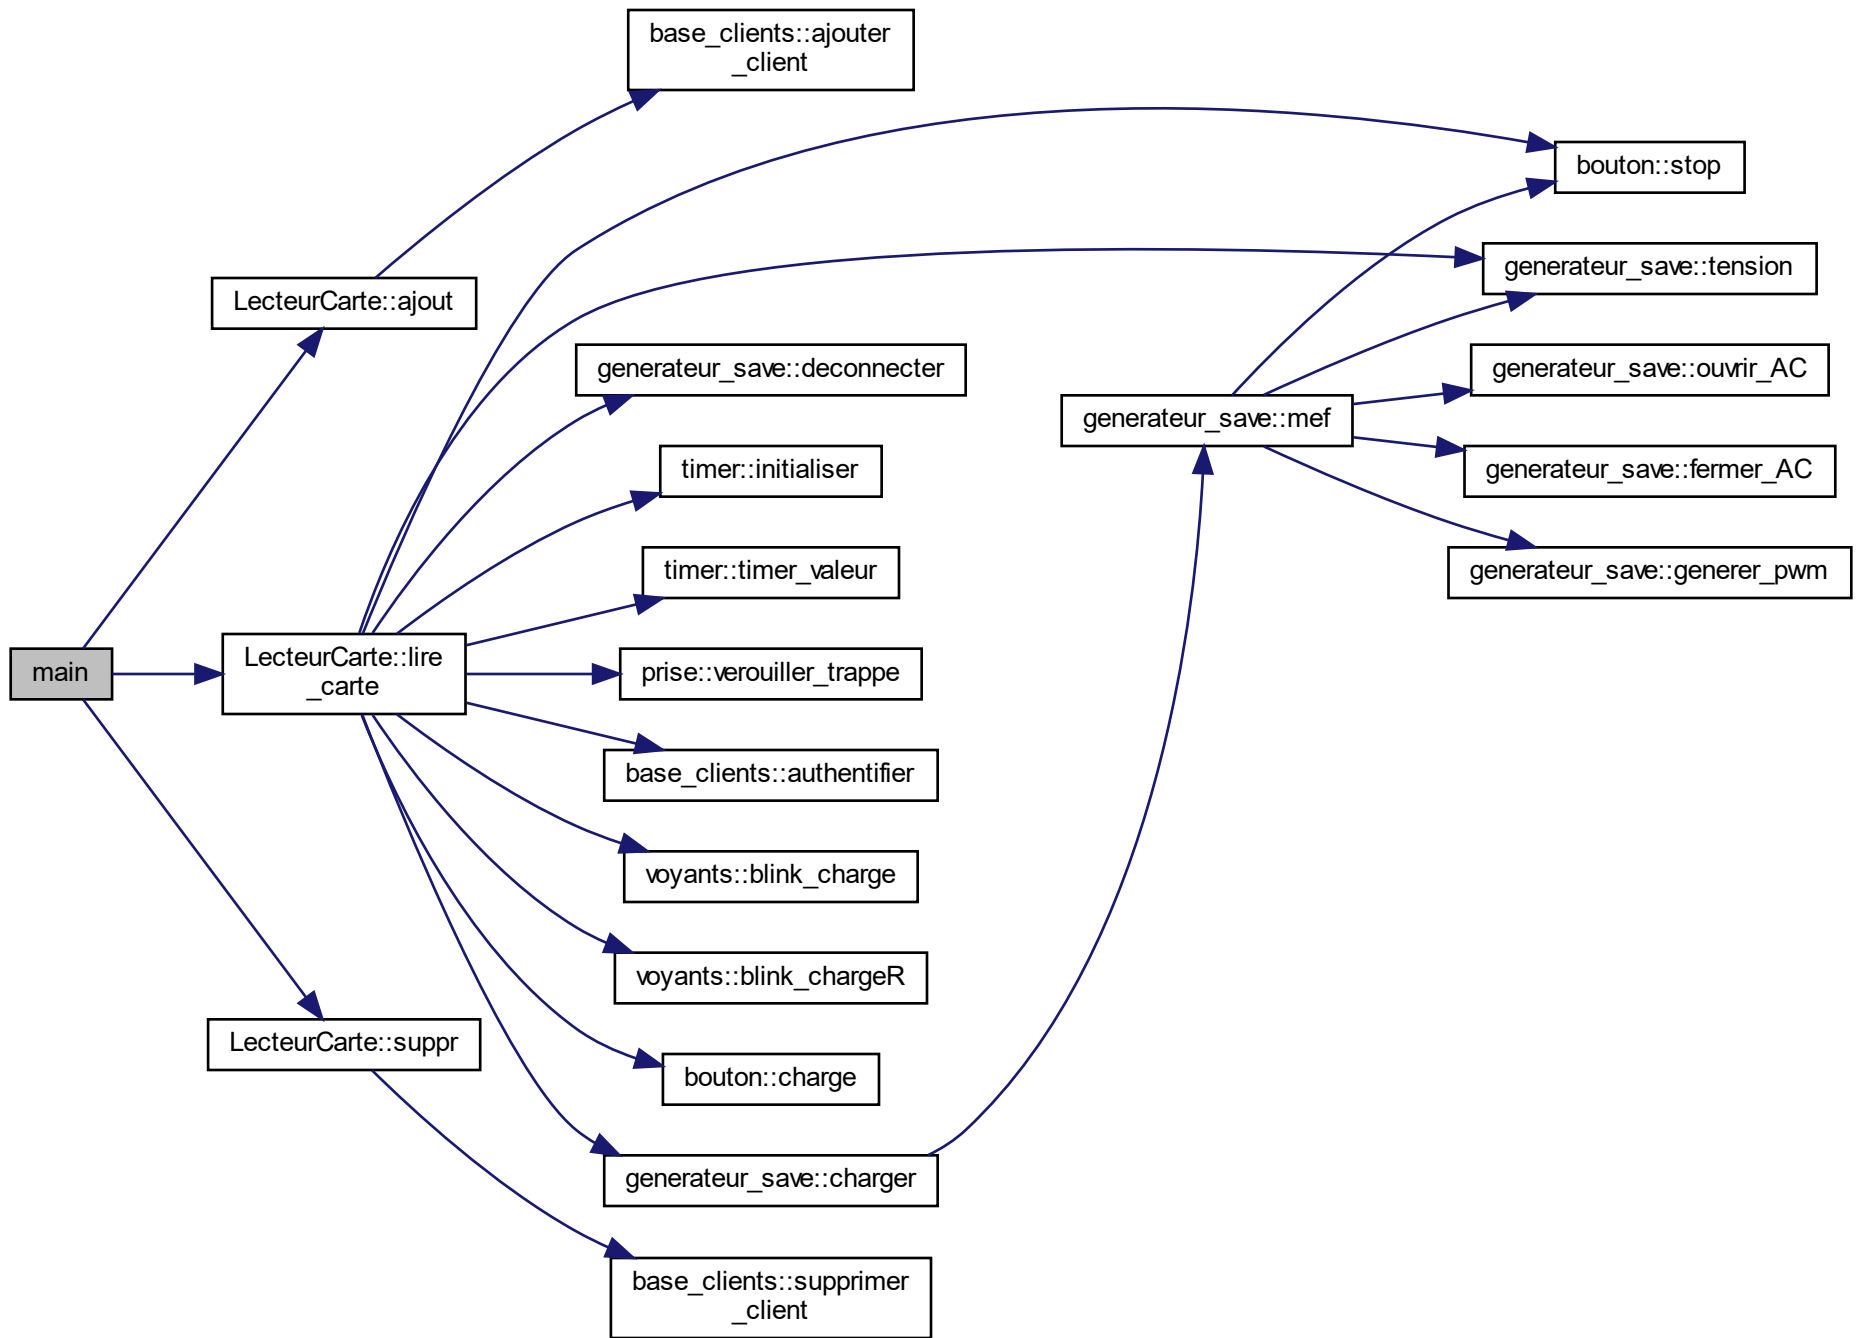 base_clients::ajouter
_client
bouton::stop
generateur_save::tension
LecteurCarte::ajout
generateur_save::deconnecter
generateur_save::ouvrir_AC
generateur_save::mef
timer::initialiser
generateur_save::fermer_AC
timer::timer_valeur
generateur_save::generer_pwm
main
LecteurCarte::lire
_carte
prise::verouiller_trappe
base_clients::authentifier
voyants::blink_charge
voyants::blink_chargeR
LecteurCarte::suppr
bouton::charge
generateur_save::charger
base_clients::supprimer
_client